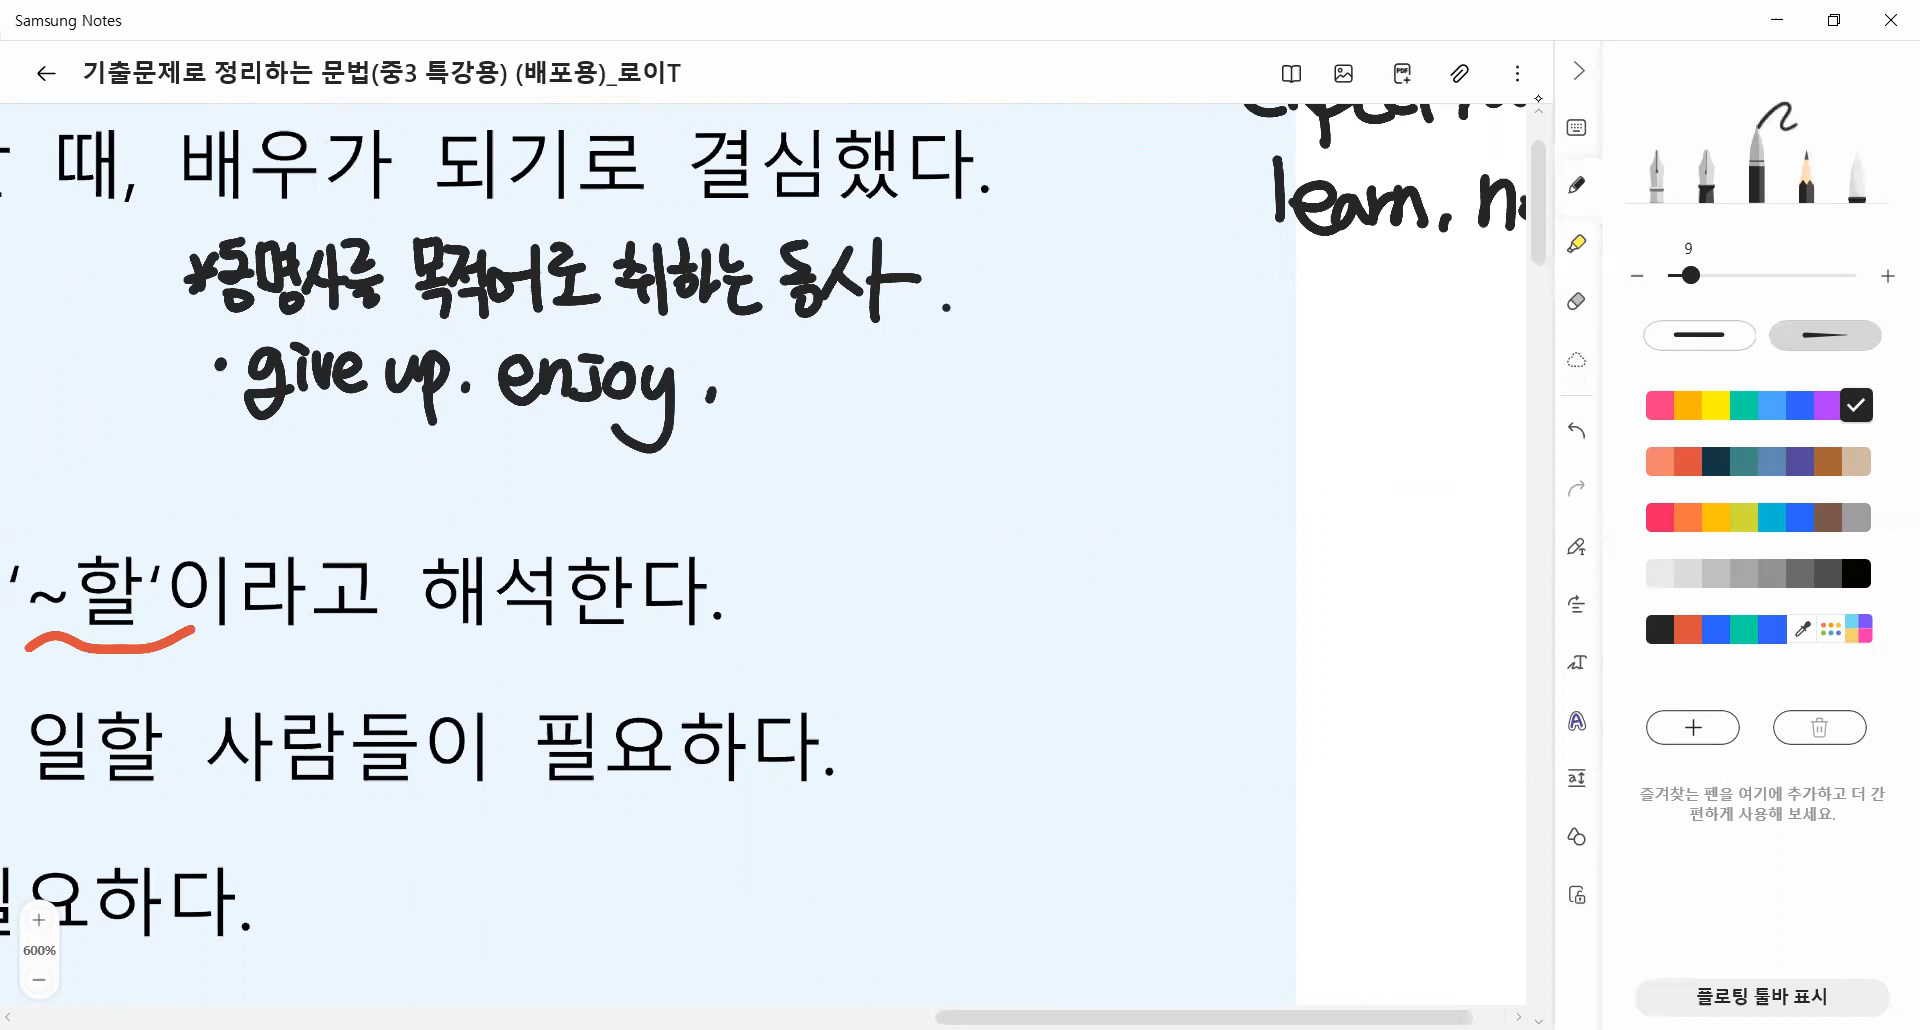 Samsung Notes
기출문제로 정리하는 문법(중3 특강용) (배포용)_로이T
때, 배우가 되기로 결심했다.
learn.
*동명사를 목적어로 취하는 동사.
· give up. enjoy.
‘~할‘이라고 해석한다.
일할 사람들이 필요하다.
필요하다.
600%
9
즐겨찾는 펜을 여기에 추가하고 더 간
편하게 사용해 보세요.
플로팅 툴바 표시